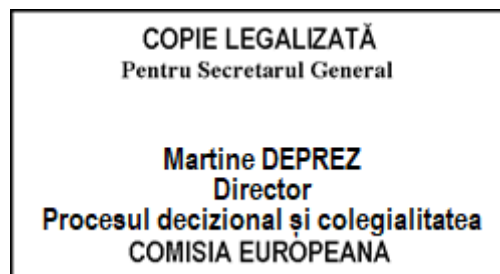 COPIE LEGALIZATĂ
Pentru Secretarul General
Martine DEPREZ
Director
Procesul decizional și colegialitatea
COMISIA EUROPEANA